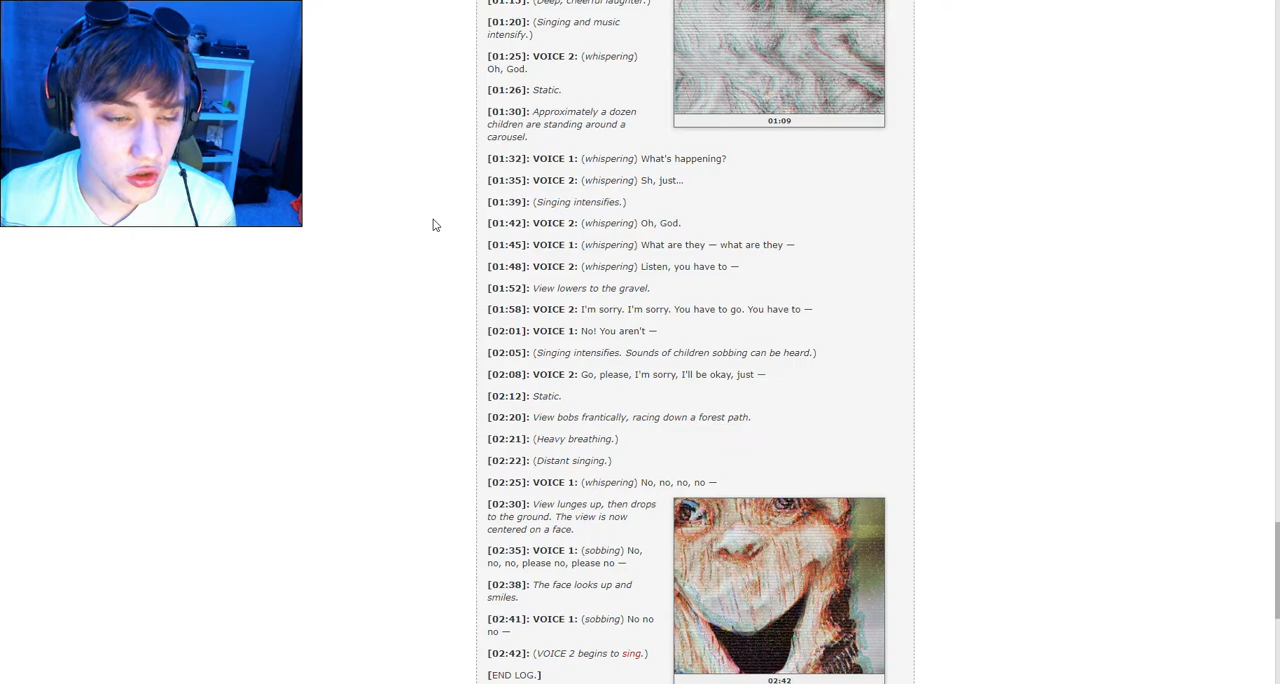 [01:15]: (Deep, cheerful laughter.)
[01:20]: (Singing and music
intensify.)
[01:25]: VOICE 2: (whispering)
Oh, God.
[01:26]: Static.
[01:30]: Approximately a dozen
children are standing around a
carousel.
01:09
[01:32]: VOICE 1: (whispering) What's happening?
[01:35]: VOICE 2: (whispering) Sh, just...
[01:39]: (Singing intensifies.)
[01:42]: VOICE 2: (whispering) Oh, God.
[01:45]: VOICE 1: (whispering) What are they — what are they —
[01:48]: VOICE 2: (whispering) Listen, you have to —
[01:52]: View lowers to the gravel.
[01:58]: VOICE 2: I'm sorry. I'm sorry. You have to go. You have to —
[02:01]: VOICE 1: No! You aren't —
[02:05]: (Singing intensifies. Sounds of children sobbing can be heard.)
[02:08]: VOICE 2: Go, please, I'm sorry, I'll be okay, just —
[02:12]: Static.
[02:20]: View bobs frantically, racing down a forest path.
[02:21]: (Heavy breathing.)
[02:22]: (Distant singing.)
[02:25]: VOICE 1: (whispering) No, no, no, no —
[02:30]: View lunges up, then drops
to the ground. The view is now
centered on a face.
[02:35]: VOICE 1: (sobbing) No,
no, no, please no, please no —
[02:38]: The face looks up and
smiles.
[02:41]: VOICE 1: (sobbing) No no
no —
[02:42]: (VOICE 2 begins to sing.)
[END LOG.]
02:42